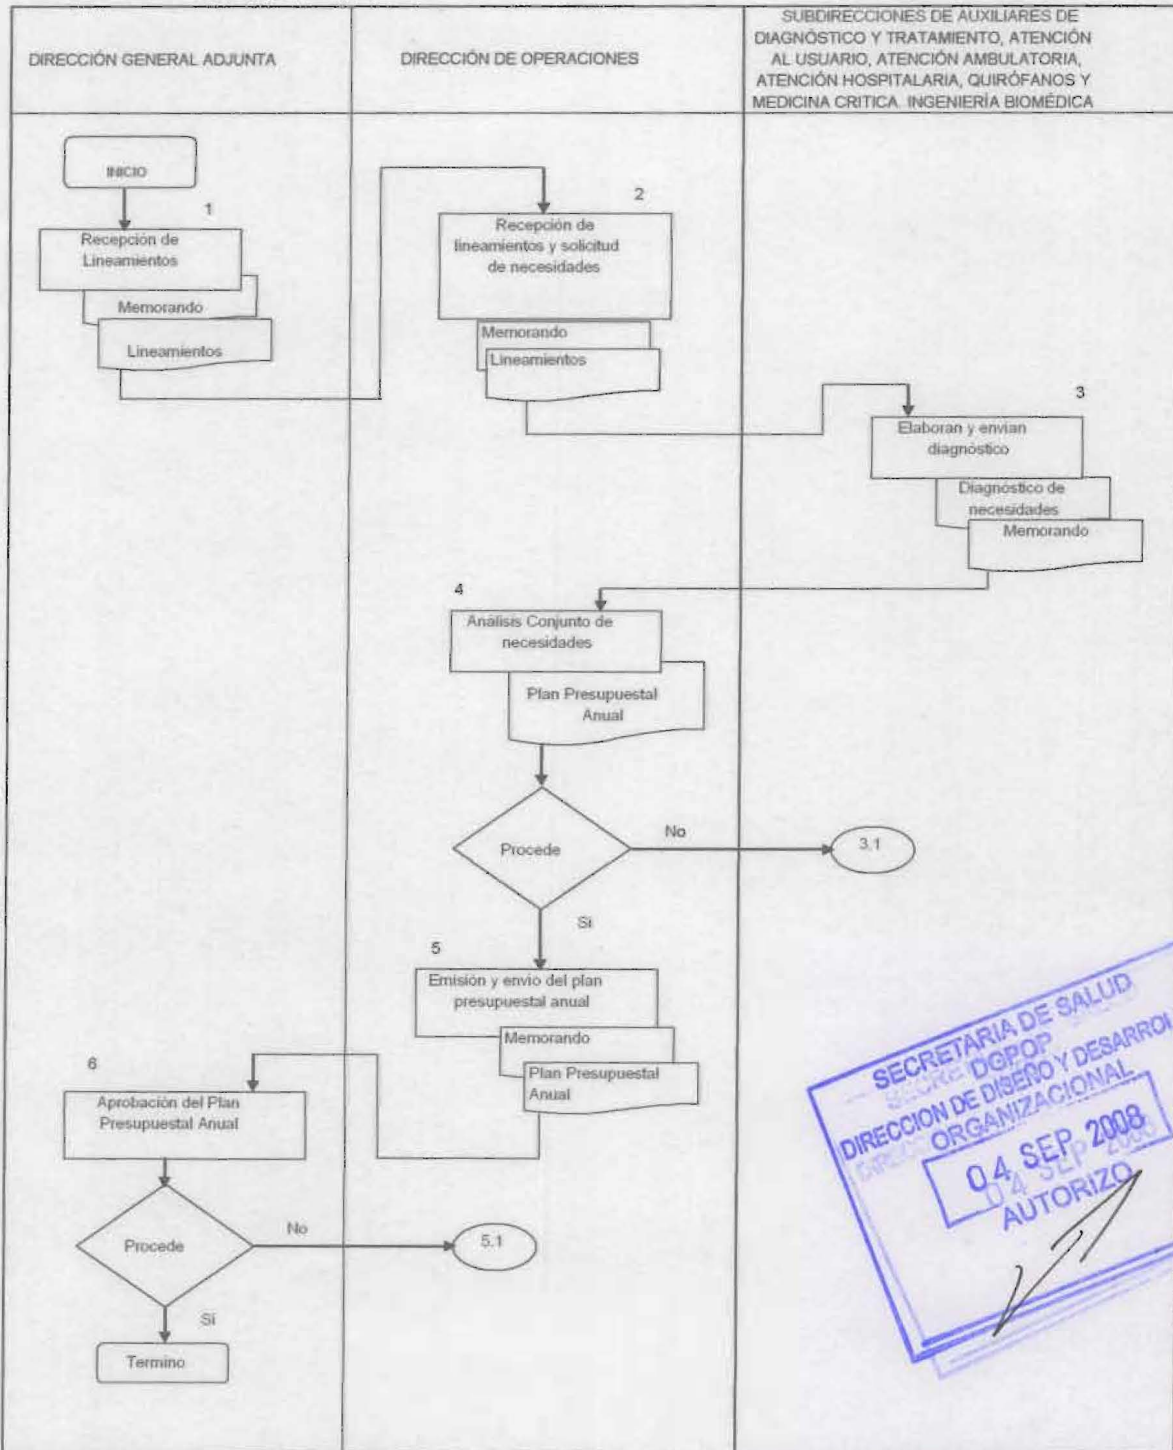 DIRECCIÓN GENERAL ADJUNTA
DIRECCIÓN DE OPERACIONES
SUBDIRECCIONES DE AUXILIARES DE
DIAGNÓSTICO Y TRATAMIENTO, ATENCIÓN
AL USUARIO, ATENCIÓN AMBULATORIA,
ATENCIÓN HOSPITALARIA, QUIRÓFANOS Y
MEDICINA CRITICA. INGENIERÍA BIOMÉDICA
INICIO
1
Recepción de
Lineamientos
Memorando
Lineamientos
2
Recepción de
lineamientos y solicitud
de necesidades
Memorando
Lineamientos
3
Elaboran y envian
diagnóstico
Diagnóstico de
necesidades
Memorando
4
Análisis Conjunto de
necesidades
Plan Presupuestal
Anual
Procede
No
3.1
Si
5
Emisión y envio del plan
presupuestal anual
Memorando
Plan Presupuestal
Anual
6
Aprobación del Plan
Presupuestal Anual
Procede
No
5.1
Si
Termino
SECRETARIA DE SALUD
DGPOP
DIRECCION DE DISEÑO Y DESARROL
ORGANIZACIONAL
04 SEP 2008
AUTORIZO